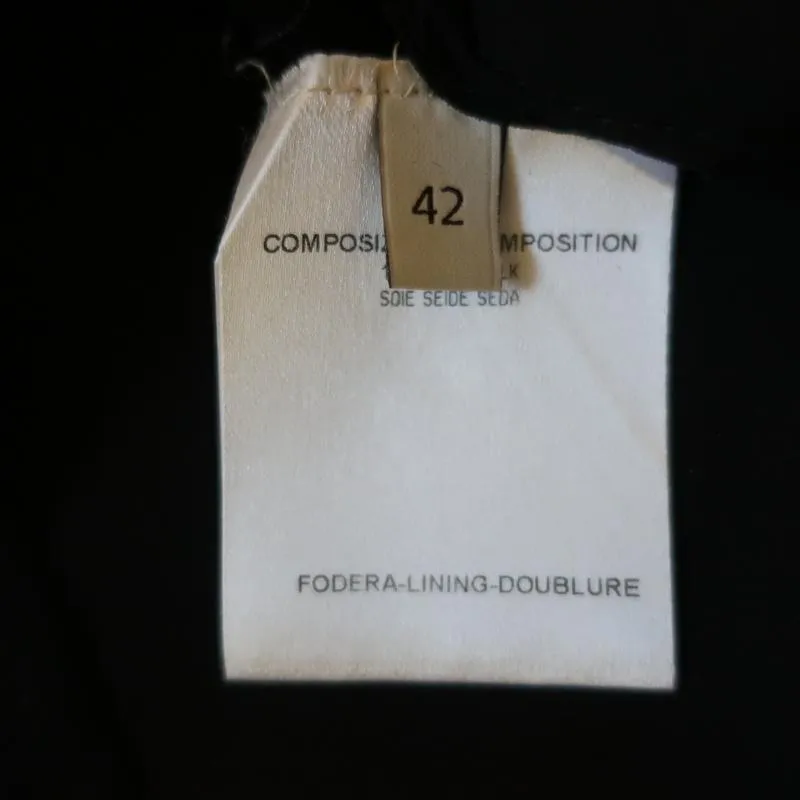 42
COMPOSIZ MPOSITION
LK
SOIE SEIDE SEDA
FODERA-LINING-DOUBLURE